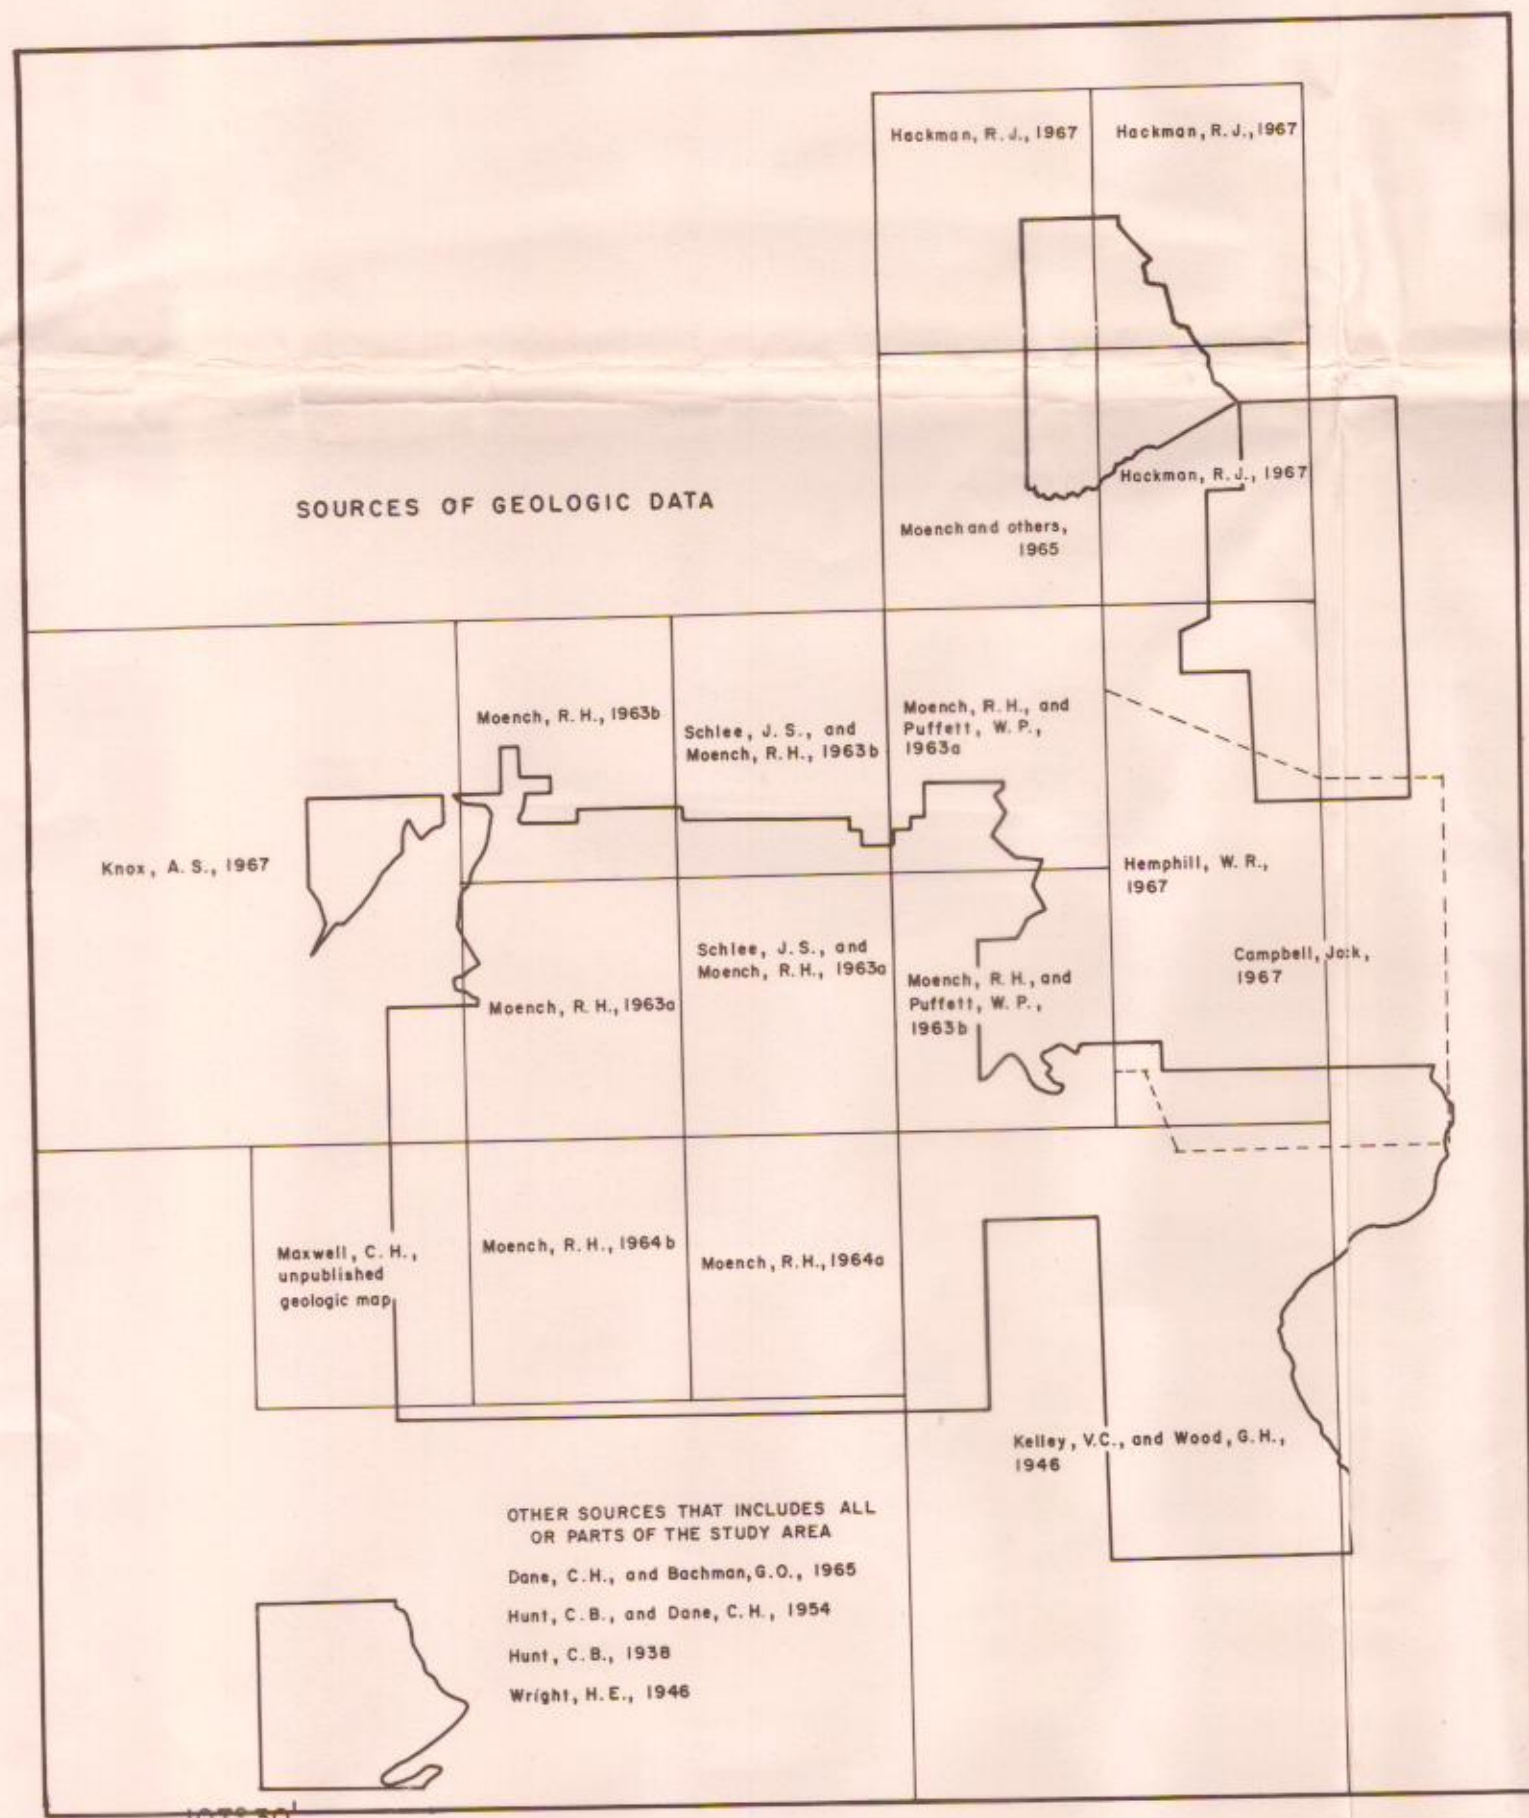 Hackman, R. J., 1967
Hackman, R. J., 1967
SOURCES OF GEOLOGIC DATA
Hackman, R. J., 1967
Moench and others,
1965
Moench, R. H., 1963b
Schlee, J. S., and
Moench, R. H., 1963b
Moench, R. H., and
Puffett, W. P.,
1963a
Knox, A. S., 1967
Hemphill, W. R.,
1967
Schlee, J. S., and
Moench, R. H., 1963a
Campbell, Jack,
1967
Moench, R. H., 1963a
Moench, R. H., and
Puffett, W. P.,
1963b
Maxwell, C. H.,
unpublished
geologic map
Moench, R. H., 1964b
Moench, R. H., 1964a
Kelley, V.C., and Wood, G.H.,
1946
OTHER SOURCES THAT INCLUDES ALL
OR PARTS OF THE STUDY AREA
Dane, C.H., and Bachman, G.O., 1965
Hunt, C. B., and Dane, C. H., 1954
Hunt, C. B., 1938
Wright, H. E., 1946
107°30'